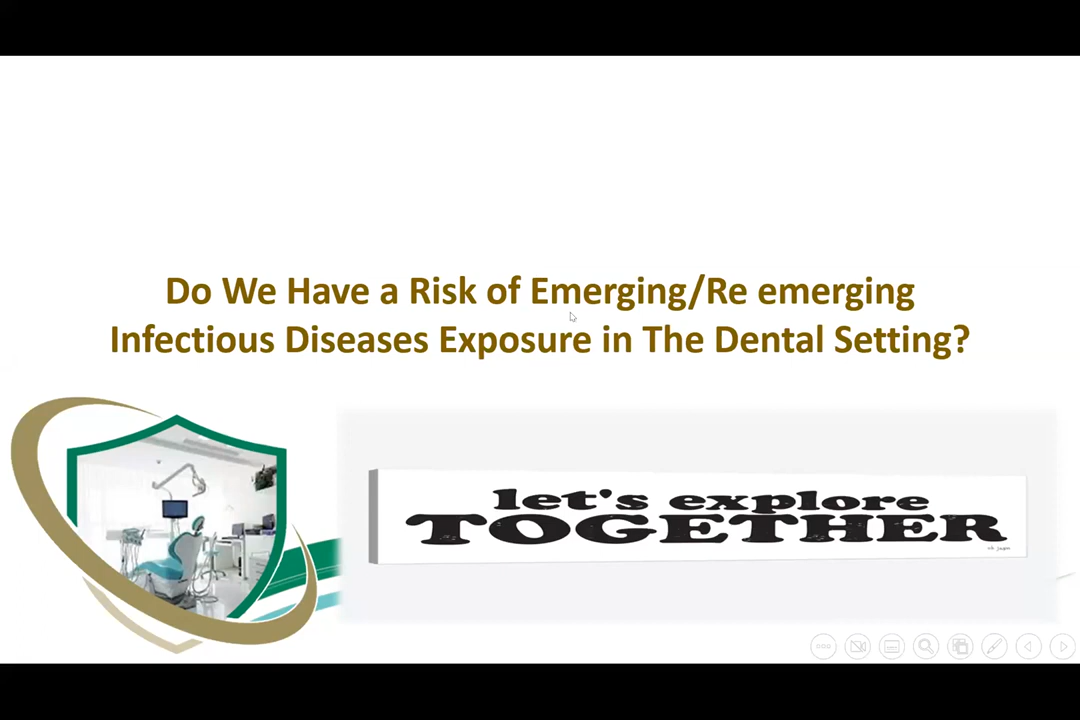 Do We Have a Risk of Emerging/Re emerging
Infectious Diseases Exposure in The Dental Setting?
let's explore
TOGETHER